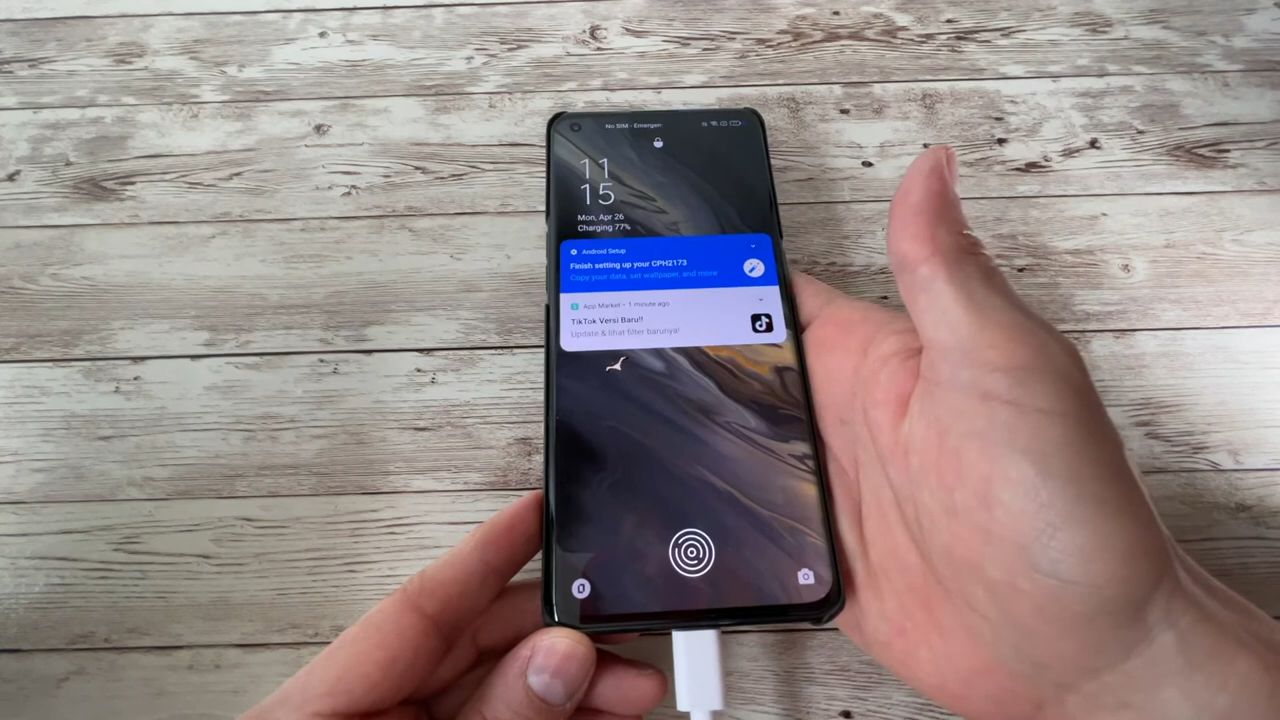 No SIM - Emergen
11
15
Mon, Apr 26
Charging 77%
Android Setup
Finish setting up your CPH2173
Copy your data, set wallpaper, and more
App Market • 1 minute ago
TikTok Versi Baru!!
Update & lihat filter barunya!